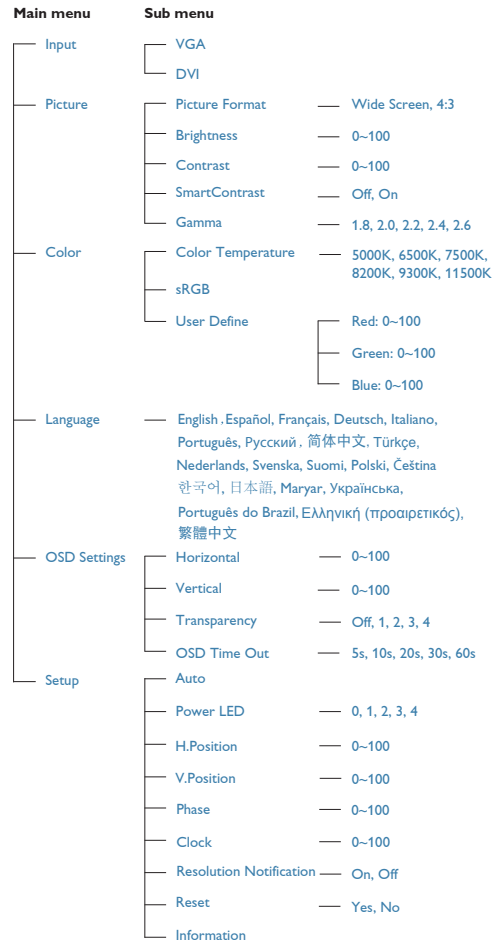 Main menu Sub menu
Input VGA
DVI
Picture Picture Format Wide Screen, 4:3
Brightness 0~100
Contrast 0~100
SmartContrast Off, On
Gamma 1.8, 2.0, 2.2, 2.4, 2.6
Color Color Temperature 5000K, 6500K, 7500K,
8200K, 9300K, 11500K
sRGB
User Define Red: 0~100
Green: 0~100
Blue: 0~100
Language English , Español, Français, Deutsch, Italiano,
Português, Русский , 简体中文, Türkçe,
Nederlands, Svenska, Suomi, Polski, Čeština
한국어, 日本語, Maryar, Українська,
Português do Brazil, Ελληνική (προαιρετικός),
繁體中文
OSD Settings Horizontal 0~100
Vertical 0~100
Transparency Off, 1, 2, 3, 4
OSD Time Out 5s, 10s, 20s, 30s, 60s
Setup Auto
Power LED 0, 1, 2, 3, 4
H.Position 0~100
V.Position 0~100
Phase 0~100
Clock 0~100
Resolution Notification On, Off
Reset Yes, No
Information